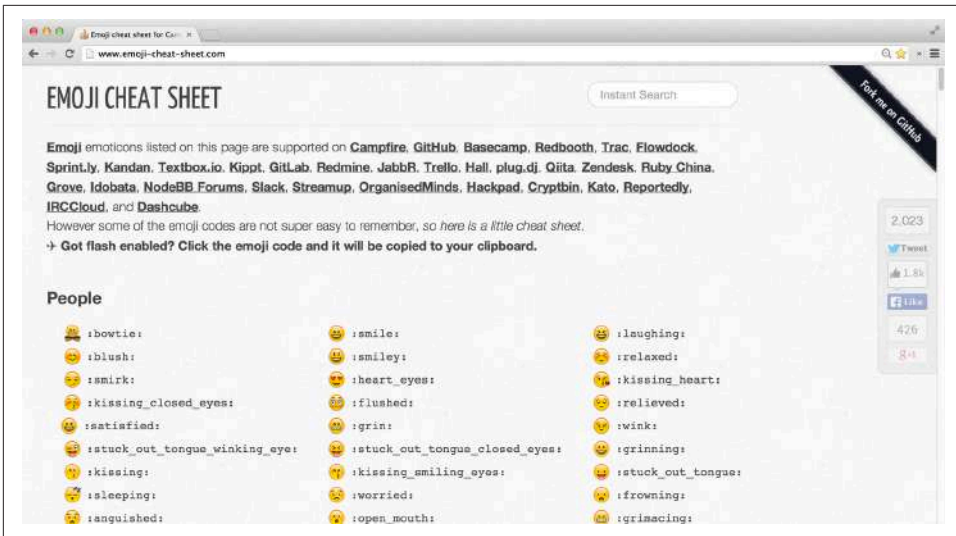 Emoji cheat sheet for Cam
www.emoji-cheat-sheet.com
EMOJI CHEAT SHEET
Instant Search
Fork me on GitHub
Emoji emoticons listed on this page are supported on Campfire, GitHub, Basecamp, Redbooth, Trac, Flowdock,
Sprint.ly, Kandan, Textbox.io, Kippt, GitLab, Redmine, JabbR, Trello, Hall, plug.dj, Qiita, Zendesk, Ruby China,
Grove, Idobata, NodeBB Forums, Slack, Streamup, OrganisedMinds, Hackpad, Cryptbin, Kato, Reportedly,
IRCCloud, and Dashcube.
However some of the emoji codes are not super easy to remember, so here is a little cheat sheet.
✈ Got flash enabled? Click the emoji code and it will be copied to your clipboard.
2,023
Tweet
1.8k
Like
426
g+1
People
:bowtie: :smile: :laughing:
:blush: :smiley: :relaxed:
:smirk: :heart_eyes: :kissing_heart:
:kissing_closed_eyes: :flushed: :relieved:
:satisfied: :grin: :wink:
:stuck_out_tongue_winking_eye: :stuck_out_tongue_closed_eyes: :grinning:
:kissing: :kissing_smiling_eyes: :stuck_out_tongue:
:sleeping: :worried: :frowning:
:anguished: :open_mouth: :grimacing: